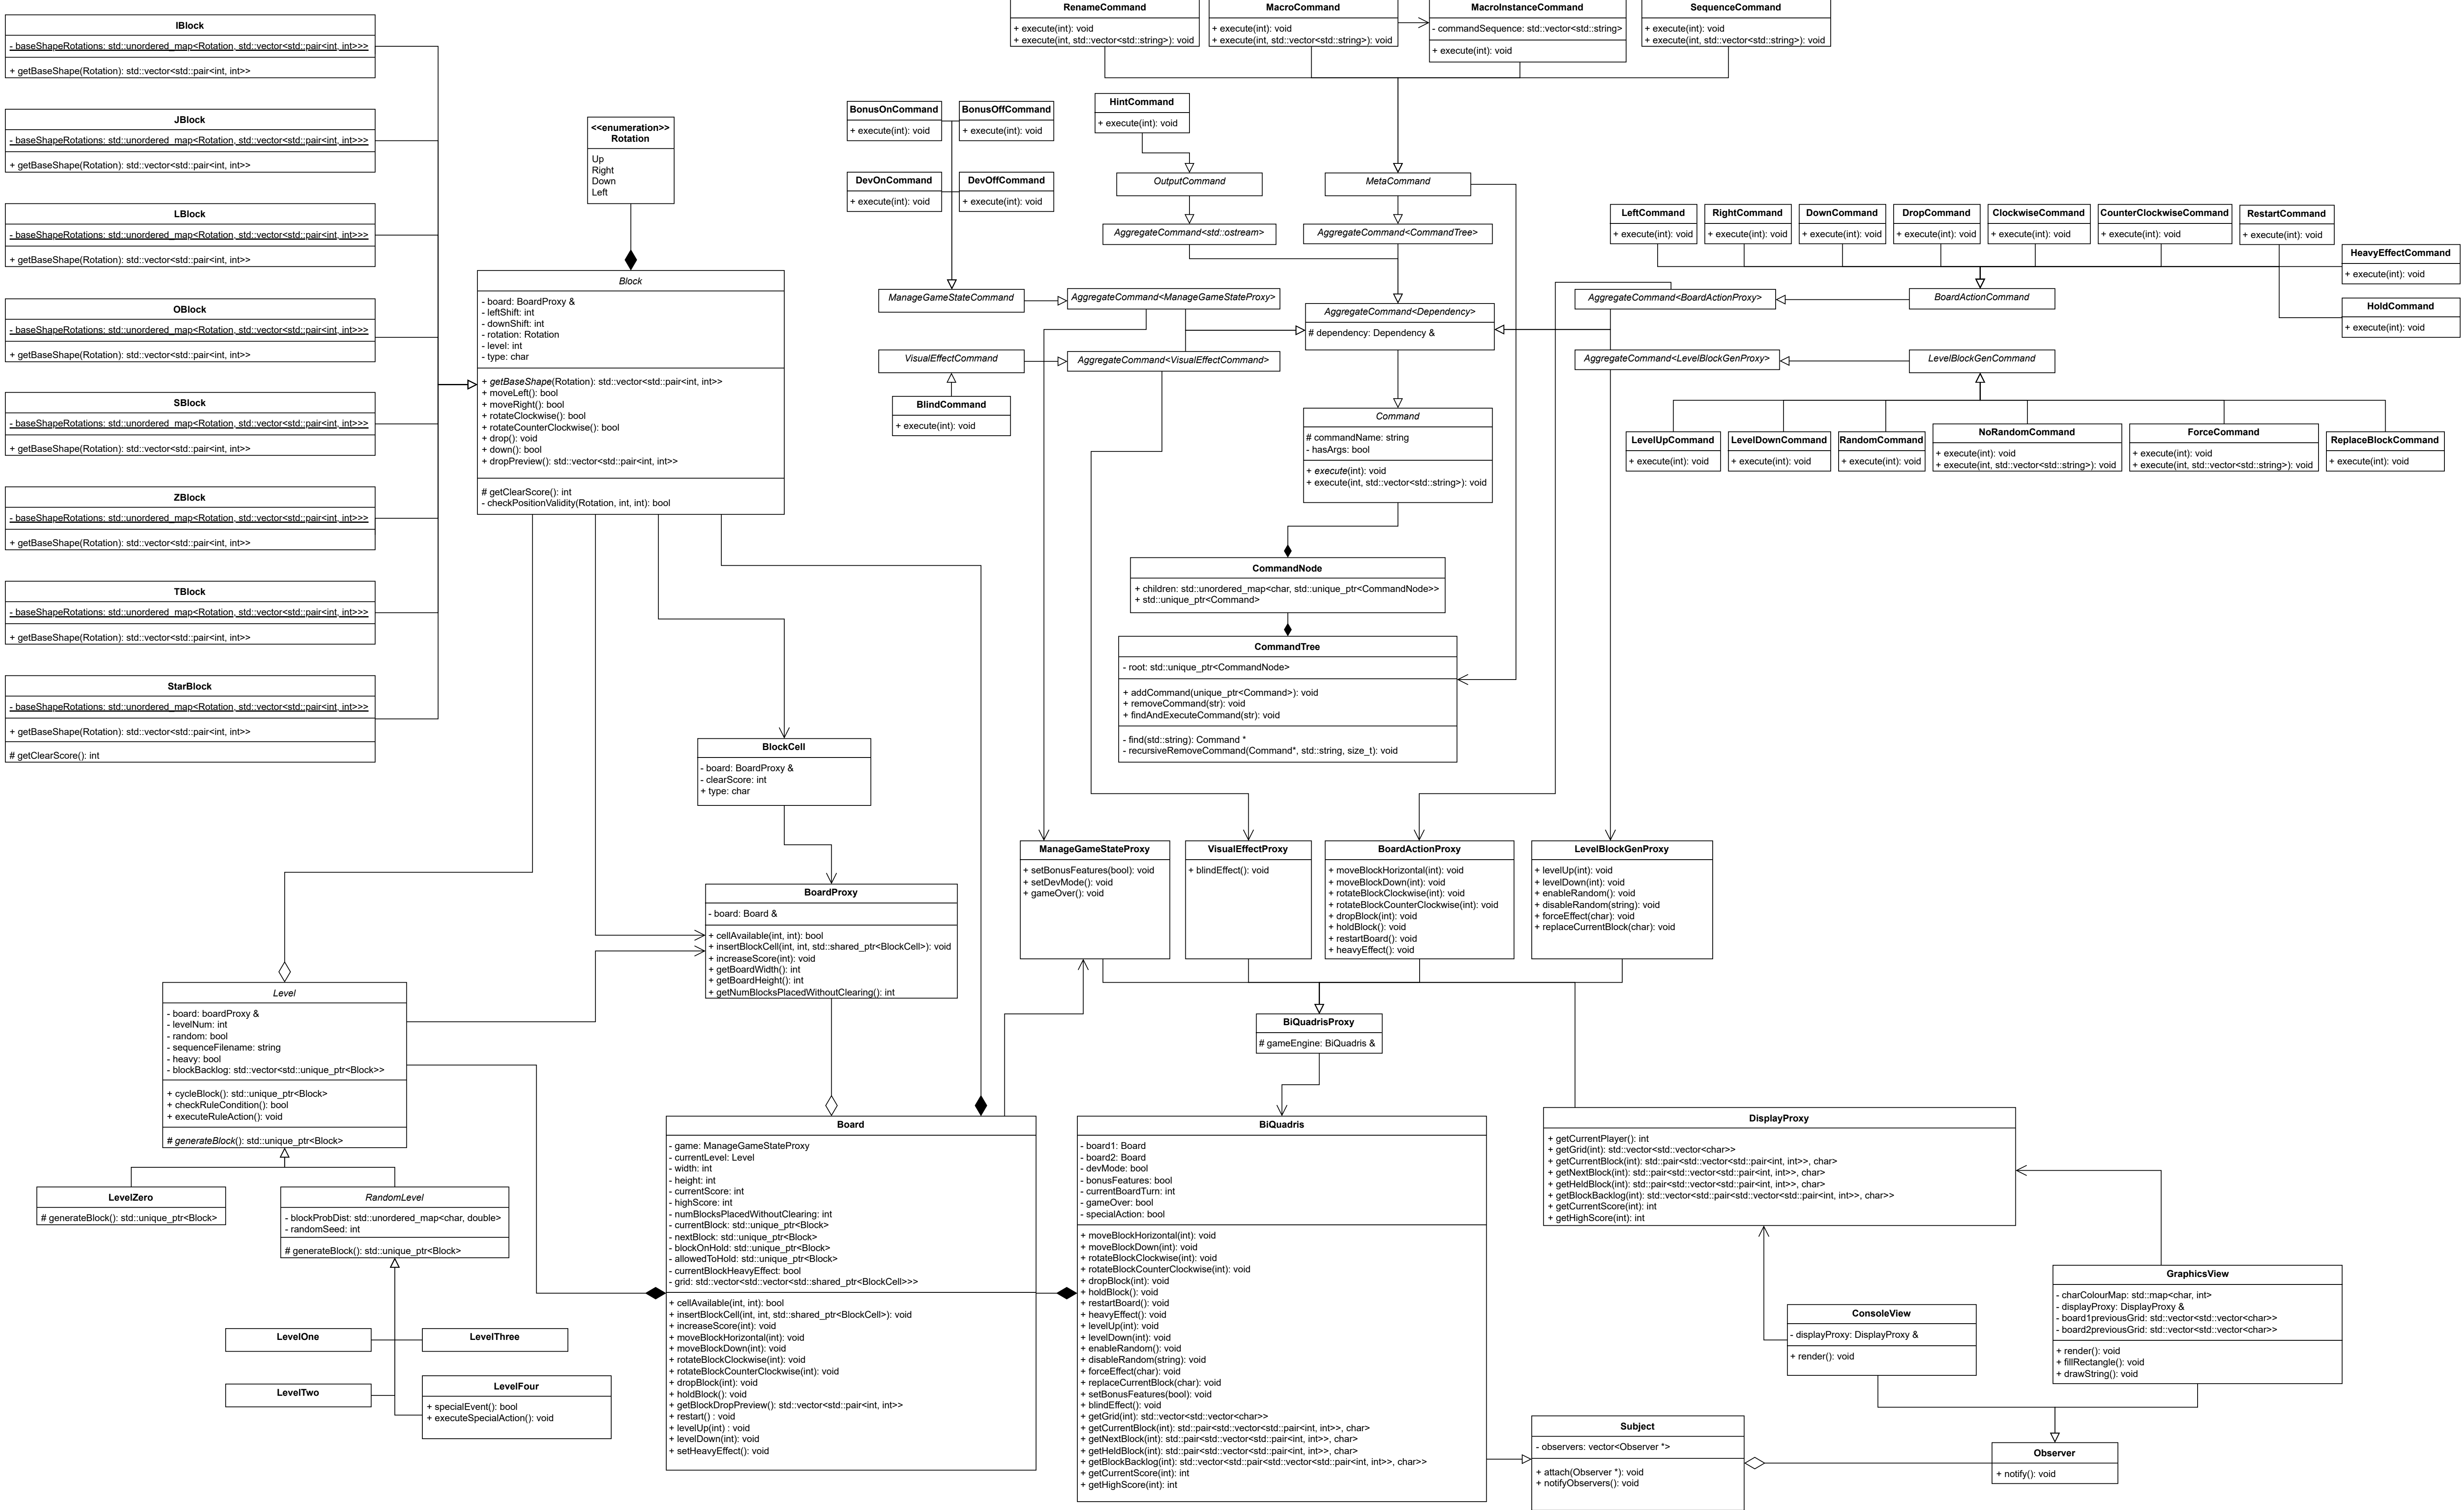 RenameCommand
+ execute(int): void
+ execute(int, std::vector<std::string>): void
MacroCommand
+ execute(int): void
+ execute(int, std::vector<std::string>): void
MacroInstanceCommand
- commandSequence: std::vector<std::string>
+ execute(int): void
SequenceCommand
+ execute(int): void
+ execute(int, std::vector<std::string>): void
IBlock
- baseShapeRotations: std::unordered_map<Rotation, std::vector<std::pair<int, int>>>
+ getBaseShape(Rotation): std::vector<std::pair<int, int>>
JBlock
- baseShapeRotations: std::unordered_map<Rotation, std::vector<std::pair<int, int>>>
+ getBaseShape(Rotation): std::vector<std::pair<int, int>>
LBlock
- baseShapeRotations: std::unordered_map<Rotation, std::vector<std::pair<int, int>>>
+ getBaseShape(Rotation): std::vector<std::pair<int, int>>
OBlock
- baseShapeRotations: std::unordered_map<Rotation, std::vector<std::pair<int, int>>>
+ getBaseShape(Rotation): std::vector<std::pair<int, int>>
SBlock
- baseShapeRotations: std::unordered_map<Rotation, std::vector<std::pair<int, int>>>
+ getBaseShape(Rotation): std::vector<std::pair<int, int>>
ZBlock
- baseShapeRotations: std::unordered_map<Rotation, std::vector<std::pair<int, int>>>
+ getBaseShape(Rotation): std::vector<std::pair<int, int>>
TBlock
- baseShapeRotations: std::unordered_map<Rotation, std::vector<std::pair<int, int>>>
+ getBaseShape(Rotation): std::vector<std::pair<int, int>>
StarBlock
- baseShapeRotations: std::unordered_map<Rotation, std::vector<std::pair<int, int>>>
+ getBaseShape(Rotation): std::vector<std::pair<int, int>>
# getClearScore(): int
<<enumeration>>
Rotation
Up
Right
Down
Left
Block
- board: BoardProxy &
- leftShift: int
- downShift: int
- rotation: Rotation
- level: int
- type: char
+ getBaseShape(Rotation): std::vector<std::pair<int, int>>
+ moveLeft(): bool
+ moveRight(): bool
+ rotateClockwise(): bool
+ rotateCounterClockwise(): bool
+ drop(): void
+ down(): bool
+ dropPreview(): std::vector<std::pair<int, int>>
# getClearScore(): int
- checkPositionValidity(Rotation, int, int): bool
BonusOnCommand
+ execute(int): void
BonusOffCommand
+ execute(int): void
DevOnCommand
+ execute(int): void
DevOffCommand
+ execute(int): void
HintCommand
+ execute(int): void
OutputCommand
MetaCommand
AggregateCommand<std::ostream>
AggregateCommand<CommandTree>
ManageGameStateCommand
AggregateCommand<ManageGameStateProxy>
AggregateCommand<Dependency>
# dependency: Dependency &
VisualEffectCommand
AggregateCommand<VisualEffectCommand>
BlindCommand
+ execute(int): void
Command
# commandName: string
- hasArgs: bool
+ execute(int): void
+ execute(int, std::vector<std::string>): void
LeftCommand
+ execute(int): void
RightCommand
+ execute(int): void
DownCommand
+ execute(int): void
DropCommand
+ execute(int): void
ClockwiseCommand
+ execute(int): void
CounterClockwiseCommand
+ execute(int): void
RestartCommand
+ execute(int): void
HeavyEffectCommand
+ execute(int): void
HoldCommand
+ execute(int): void
AggregateCommand<BoardActionProxy>
BoardActionCommand
AggregateCommand<LevelBlockGenProxy>
LevelBlockGenCommand
LevelUpCommand
+ execute(int): void
LevelDownCommand
+ execute(int): void
RandomCommand
+ execute(int): void
NoRandomCommand
+ execute(int): void
+ execute(int, std::vector<std::string>): void
ForceCommand
+ execute(int): void
+ execute(int, std::vector<std::string>): void
ReplaceBlockCommand
+ execute(int): void
CommandNode
+ children: std::unordered_map<char, std::unique_ptr<CommandNode>>
+ std::unique_ptr<Command>
CommandTree
- root: std::unique_ptr<CommandNode>
+ addCommand(unique_ptr<Command>): void
+ removeCommand(str): void
+ findAndExecuteCommand(str): void
- find(std::string): Command *
- recursiveRemoveCommand(Command*, std::string, size_t): void
BlockCell
- board: BoardProxy &
- clearScore: int
+ type: char
BoardProxy
- board: Board &
+ cellAvailable(int, int): bool
+ insertBlockCell(int, int, std::shared_ptr<BlockCell>): void
+ increaseScore(int): void
+ getBoardWidth(): int
+ getBoardHeight(): int
+ getNumBlocksPlacedWithoutClearing(): int
ManageGameStateProxy
+ setBonusFeatures(bool): void
+ setDevMode(): void
+ gameOver(): void
VisualEffectProxy
+ blindEffect(): void
BoardActionProxy
+ moveBlockHorizontal(int): void
+ moveBlockDown(int): void
+ rotateBlockClockwise(int): void
+ rotateBlockCounterClockwise(int): void
+ dropBlock(int): void
+ holdBlock(): void
+ restartBoard(): void
+ heavyEffect(): void
LevelBlockGenProxy
+ levelUp(int): void
+ levelDown(int): void
+ enableRandom(): void
+ disableRandom(string): void
+ forceEffect(char): void
+ replaceCurrentBlock(char): void
BiQuadrisProxy
# gameEngine: BiQuadris &
Level
- board: boardProxy &
- levelNum: int
- random: bool
- sequenceFilename: string
- heavy: bool
- blockBacklog: std::vector<std::unique_ptr<Block>>
+ cycleBlock(): std::unique_ptr<Block>
+ checkRuleCondition(): bool
+ executeRuleAction(): void
# generateBlock(): std::unique_ptr<Block>
LevelZero
# generateBlock(): std::unique_ptr<Block>
RandomLevel
- blockProbDist: std::unordered_map<char, double>
- randomSeed: int
# generateBlock(): std::unique_ptr<Block>
LevelOne
LevelThree
LevelTwo
LevelFour
+ specialEvent(): bool
+ executeSpecialAction(): void
Board
- game: ManageGameStateProxy
- currentLevel: Level
- width: int
- height: int
- currentScore: int
- highScore: int
- numBlocksPlacedWithoutClearing: int
- currentBlock: std::unique_ptr<Block>
- nextBlock: std::unique_ptr<Block>
- blockOnHold: std::unique_ptr<Block>
- allowedToHold: std::unique_ptr<Block>
- currentBlockHeavyEffect: bool
- grid: std::vector<std::vector<std::shared_ptr<BlockCell>>>
+ cellAvailable(int, int): bool
+ insertBlockCell(int, int, std::shared_ptr<BlockCell>): void
+ increaseScore(int): void
+ moveBlockHorizontal(int): void
+ moveBlockDown(int): void
+ rotateBlockClockwise(int): void
+ rotateBlockCounterClockwise(int): void
+ dropBlock(int): void
+ holdBlock(): void
+ getBlockDropPreview(): std::vector<std::pair<int, int>>
+ restart() : void
+ levelUp(int) : void
+ levelDown(int): void
+ setHeavyEffect(): void
BiQuadris
- board1: Board
- board2: Board
- devMode: bool
- bonusFeatures: bool
- currentBoardTurn: int
- gameOver: bool
- specialAction: bool
+ moveBlockHorizontal(int): void
+ moveBlockDown(int): void
+ rotateBlockClockwise(int): void
+ rotateBlockCounterClockwise(int): void
+ dropBlock(int): void
+ holdBlock(): void
+ restartBoard(): void
+ heavyEffect(): void
+ levelUp(int): void
+ levelDown(int): void
+ enableRandom(): void
+ disableRandom(string): void
+ forceEffect(char): void
+ replaceCurrentBlock(char): void
+ setBonusFeatures(bool): void
+ blindEffect(): void
+ getGrid(int): std::vector<std::vector<char>>
+ getCurrentBlock(int): std::pair<std::vector<std::pair<int, int>>, char>
+ getNextBlock(int): std::pair<std::vector<std::pair<int, int>>, char>
+ getHeldBlock(int): std::pair<std::vector<std::pair<int, int>>, char>
+ getBlockBacklog(int): std::vector<std::pair<std::vector<std::pair<int, int>>, char>>
+ getCurrentScore(int): int
+ getHighScore(int): int
DisplayProxy
+ getCurrentPlayer(): int
+ getGrid(int): std::vector<std::vector<char>>
+ getCurrentBlock(int): std::pair<std::vector<std::pair<int, int>>, char>
+ getNextBlock(int): std::pair<std::vector<std::pair<int, int>>, char>
+ getHeldBlock(int): std::pair<std::vector<std::pair<int, int>>, char>
+ getBlockBacklog(int): std::vector<std::pair<std::vector<std::pair<int, int>>, char>>
+ getCurrentScore(int): int
+ getHighScore(int): int
ConsoleView
- displayProxy: DisplayProxy &
+ render(): void
GraphicsView
- charColourMap: std::map<char, int>
- displayProxy: DisplayProxy &
- board1previousGrid: std::vector<std::vector<char>>
- board2previousGrid: std::vector<std::vector<char>>
+ render(): void
+ fillRectangle(): void
+ drawString(): void
Subject
- observers: vector<Observer *>
+ attach(Observer *): void
+ notifyObservers(): void
Observer
+ notify(): void